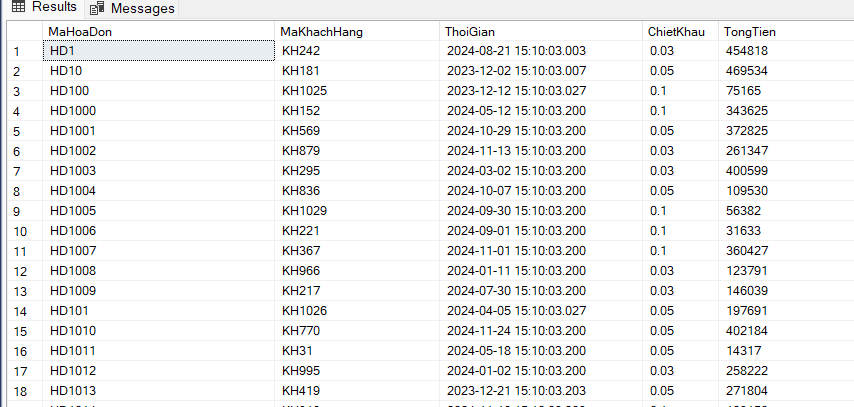 Results Messages
MaHoaDon MaKhachHang ThoiGian ChietKhau TongTien
1 HD1 KH242 2024-08-21 15:10:03.003 0.03 454818
2 HD10 KH181 2023-12-02 15:10:03.007 0.05 469534
3 HD100 KH1025 2023-12-12 15:10:03.027 0.1 75165
4 HD1000 KH152 2024-05-12 15:10:03.200 0.1 343625
5 HD1001 KH569 2024-10-29 15:10:03.200 0.05 372825
6 HD1002 KH879 2024-11-13 15:10:03.200 0.03 261347
7 HD1003 KH295 2024-03-02 15:10:03.200 0.03 400599
8 HD1004 KH836 2024-10-07 15:10:03.200 0.05 109530
9 HD1005 KH1029 2024-09-30 15:10:03.200 0.1 56382
10 HD1006 KH221 2024-09-01 15:10:03.200 0.1 31633
11 HD1007 KH367 2024-11-01 15:10:03.200 0.1 360427
12 HD1008 KH966 2024-01-11 15:10:03.200 0.03 123791
13 HD1009 KH217 2024-07-30 15:10:03.200 0.03 146039
14 HD101 KH1026 2024-04-05 15:10:03.027 0.05 197691
15 HD1010 KH770 2024-11-24 15:10:03.200 0.05 402184
16 HD1011 KH31 2024-05-18 15:10:03.200 0.05 14317
17 HD1012 KH995 2024-01-02 15:10:03.200 0.03 258222
18 HD1013 KH419 2023-12-21 15:10:03.203 0.05 271804